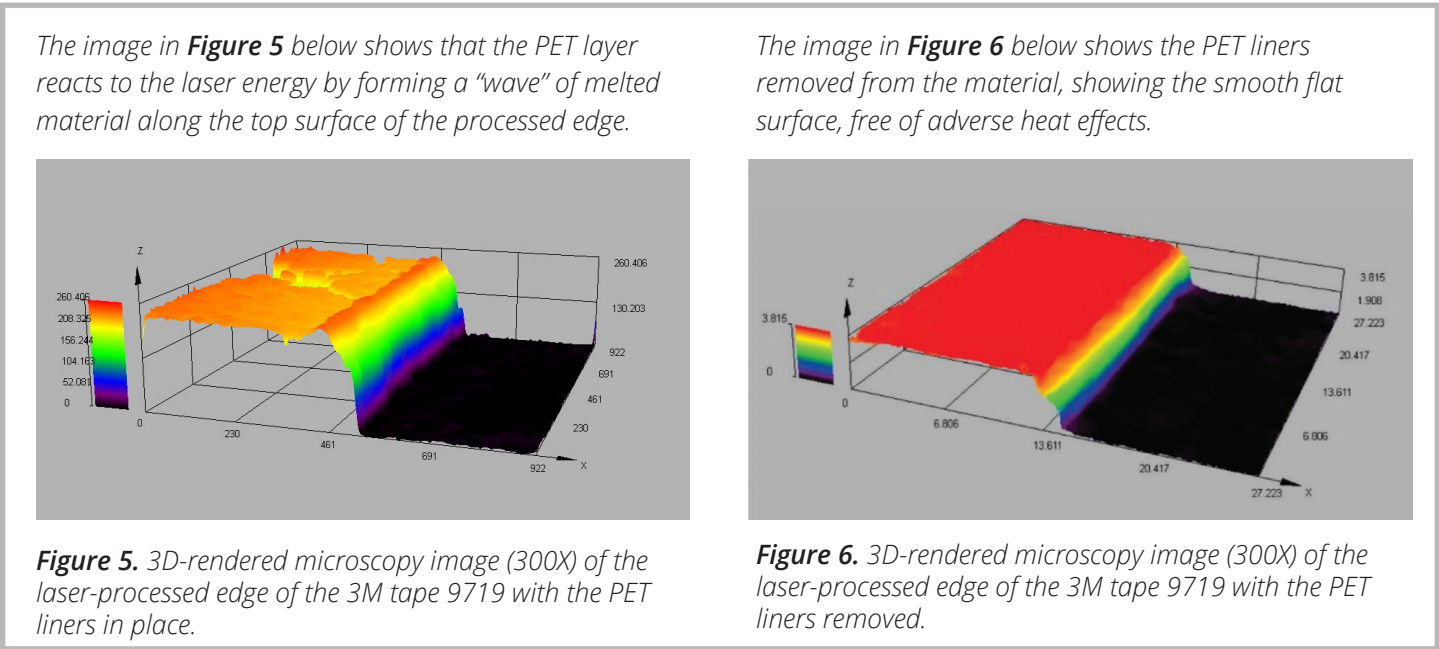 The image in Figure 5 below shows that the PET layer
reacts to the laser energy by forming a “wave” of melted
material along the top surface of the processed edge.
Z
260.406
208.325
156.244
104.163
52.081
0
0
230
461
691
922
X
260.406
130.203
922
691
461
230
Figure 5. 3D-rendered microscopy image (300X) of the
laser-processed edge of the 3M tape 9719 with the PET
liners in place.
The image in Figure 6 below shows the PET liners
removed from the material, showing the smooth flat
surface, free of adverse heat effects.
Z
3.815
0
0
6.806
13.611
20.417
27.223
X
3.815
1.908
27.223
20.417
13.611
6.806
Figure 6. 3D-rendered microscopy image (300X) of the
laser-processed edge of the 3M tape 9719 with the PET
liners removed.